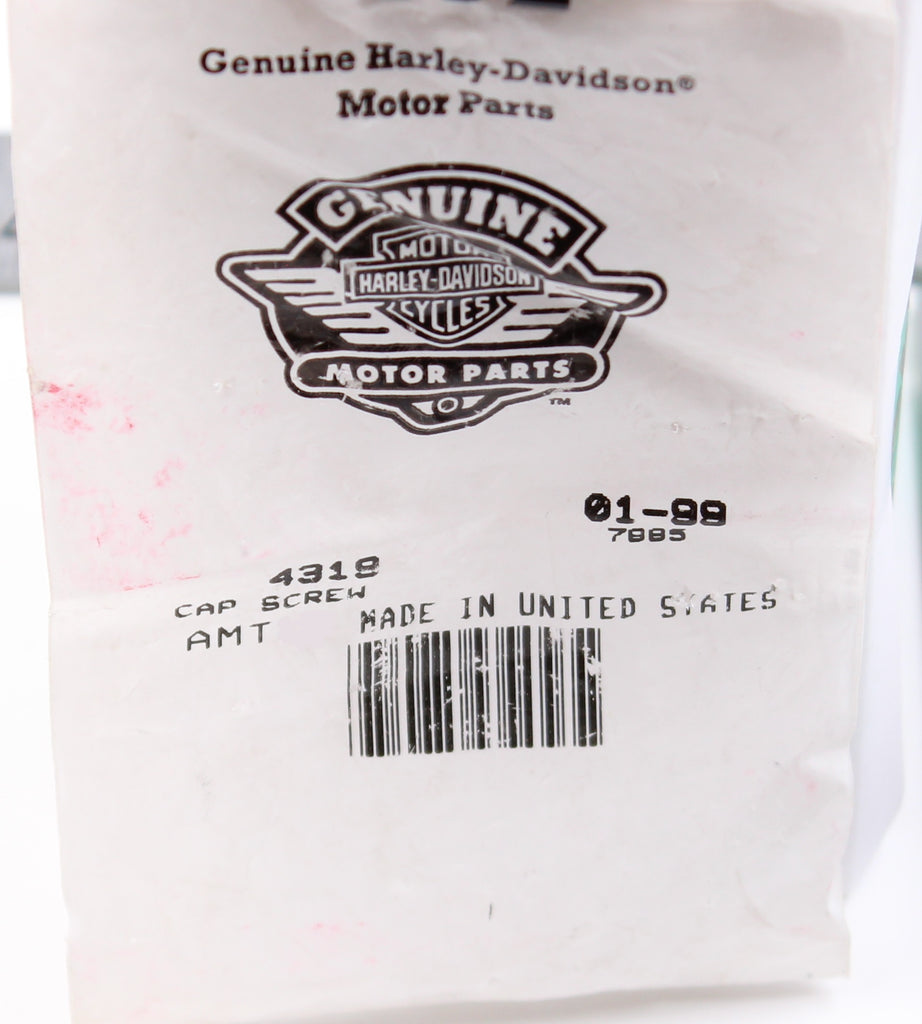 Genuine Harley-Davidson®
Motor Parts
GENUINE
MOTOR
HARLEY-DAVIDSON
CYCLES
MOTOR PARTS
™
01-99
7885
4319
CAP SCREW
AMT
MADE IN UNITED STATES